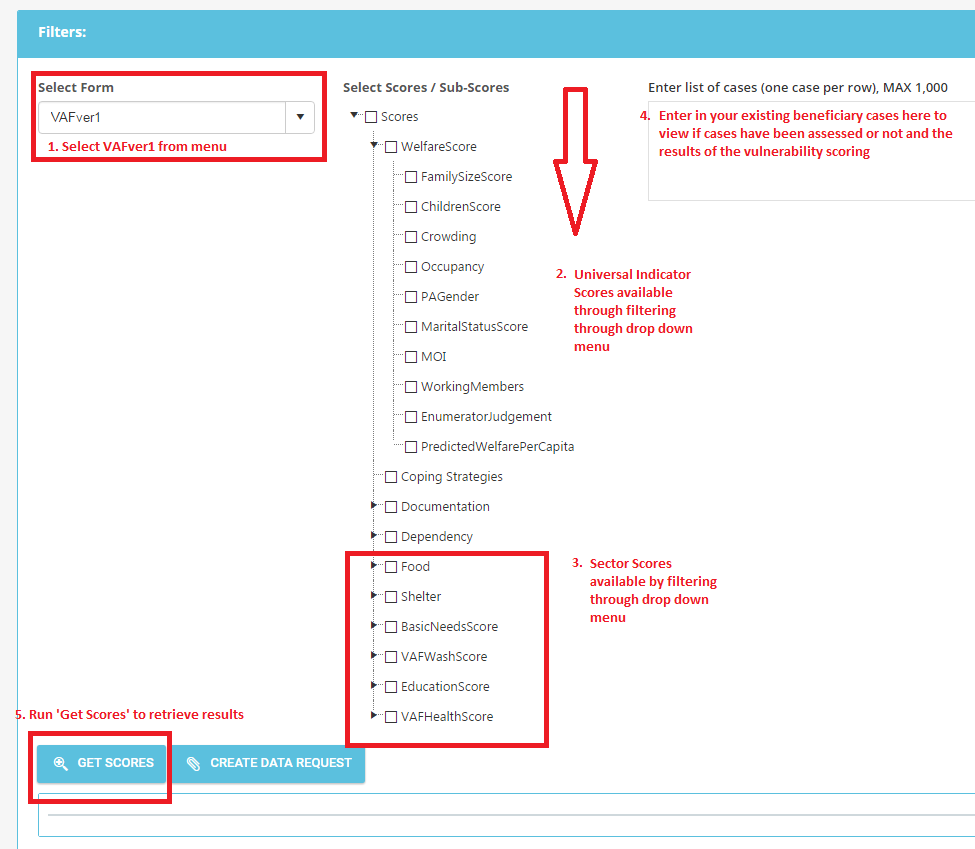 Filters:
Select Form
VAFver1
1. Select VAFver1 from menu
Select Scores / Sub-Scores
Scores
WelfareScore
FamilySizeScore
ChildrenScore
Crowding
Occupancy
PAGender
MaritalStatusScore
MOI
WorkingMembers
EnumeratorJudgement
PredictedWelfarePerCapita
Coping Strategies
Documentation
Dependency
Food
Shelter
BasicNeedsScore
VAFWashScore
EducationScore
VAFHealthScore
2. Universal Indicator
Scores available
through filtering
through drop down
menu
3. Sector Scores
available by filtering
through drop down
menu
Enter list of cases (one case per row), MAX 1,000
4. Enter in your existing beneficiary cases here to
view if cases have been assessed or not and the
results of the vulnerability scoring
5. Run 'Get Scores' to retrieve results
GET SCORES
CREATE DATA REQUEST